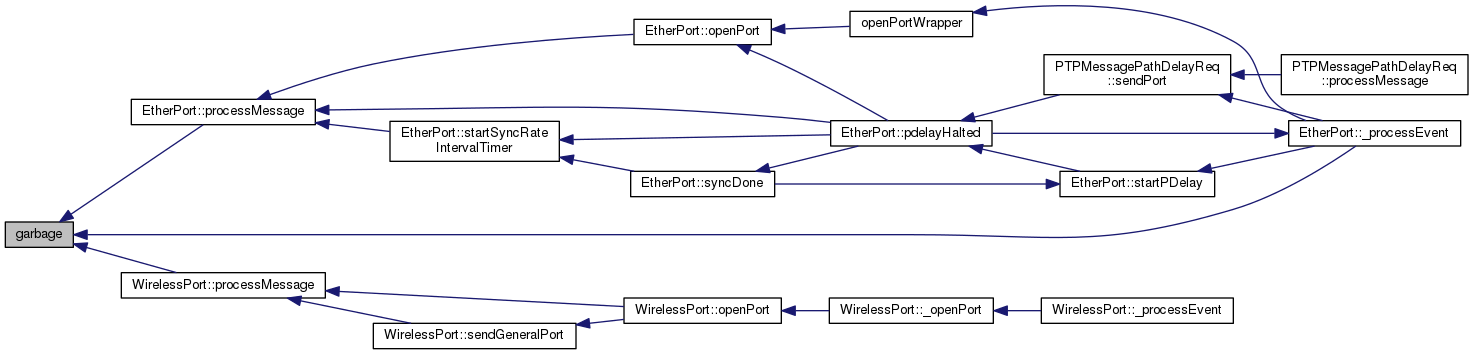 EtherPort::openPort
openPortWrapper
PTPMessagePathDelayReq
::sendPort
PTPMessagePathDelayReq
::processMessage
EtherPort::processMessage
EtherPort::startSyncRate
IntervalTimer
EtherPort::pdelayHalted
EtherPort::_processEvent
EtherPort::syncDone
EtherPort::startPDelay
garbage
WirelessPort::processMessage
WirelessPort::openPort
WirelessPort::_openPort
WirelessPort::_processEvent
WirelessPort::sendGeneralPort